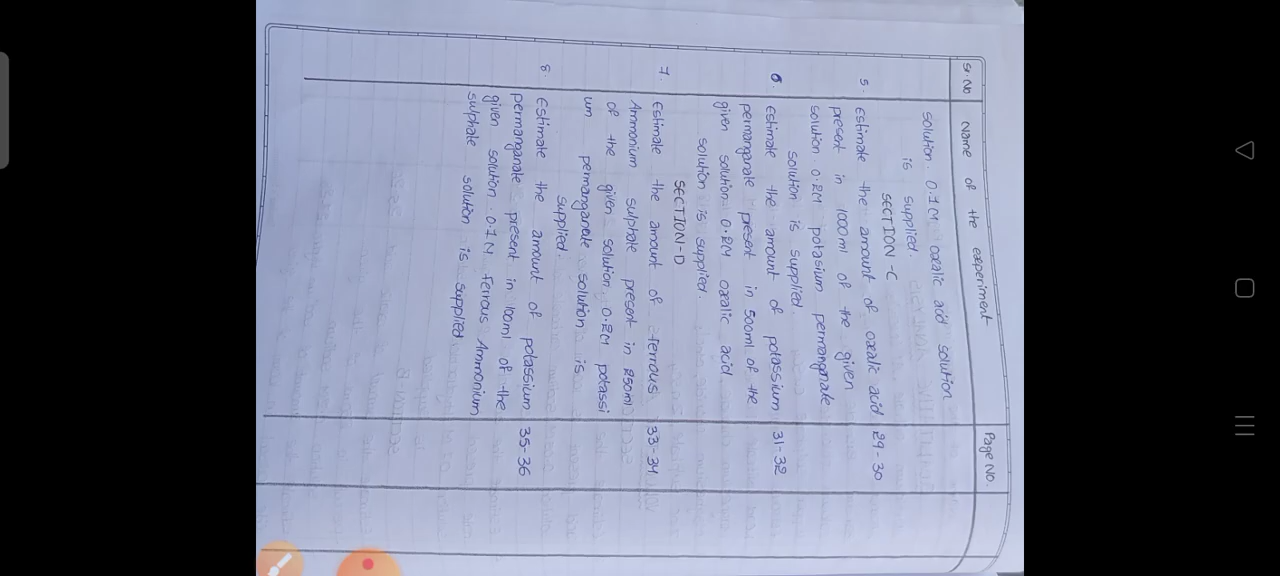 Sr.No Name of the experiment Page No.
solution. 0.1M oxalic acid solution
is supplied.
SECTION-C
5. Estimate the amount of oxalic acid 29-30
present in 1000ml of the given
solution. 0.2M potasium permanganate
solution is supplied.
6 Estimate the amount of potassium 31-32
permanganate present in 500ml of the
given solution. 0.2M oxalic acid
solution is supplied.
SECTION-D
7. Estimate the amount of ferrous 33-34
Ammonium sulphate present in 250ml
of the given solution. 0.2M potassi
um permanganate solution is
supplied.
8. Estimate the amount of potassium 35-36
permanganate present in 100ml of the
given solution. 0.1N ferrous Ammonium
sulphate solution is supplied